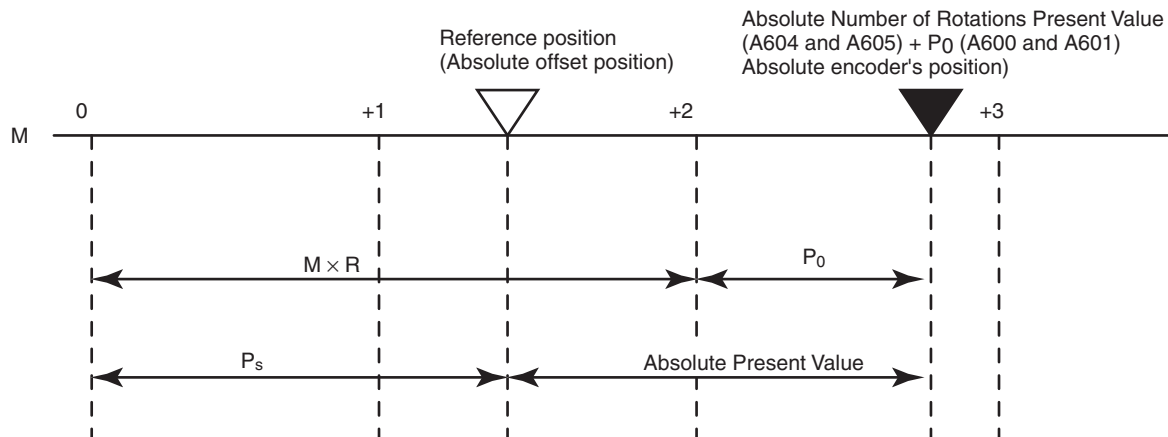 Reference position
(Absolute offset position)
Absolute Number of Rotations Present Value
(A604 and A605) + P0 (A600 and A601)
Absolute encoder's position)
0
+1
+2
+3
M
M × R
P0
Ps
Absolute Present Value